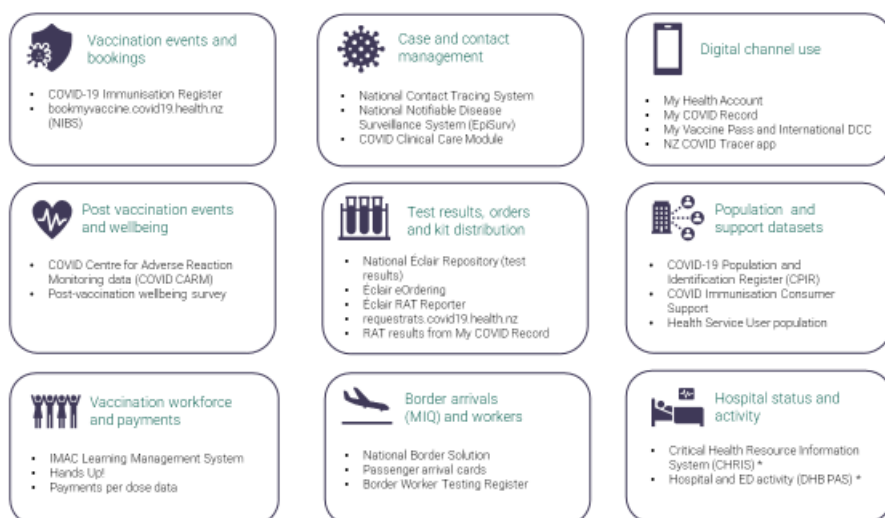 Vaccination events and
bookings
• COVID-19 Immunisation Register
• bookmyvaccine.covid19.health.nz
(NIBS)
Case and contact
management
• National Contact Tracing System
• National Notifiable Disease
Surveillance System (EpiSurv)
• COVID Clinical Care Module
Digital channel use
• My Health Account
• My COVID Record
• My Vaccine Pass and International DCC
• NZ COVID Tracer app
Post vaccination events
and wellbeing
• COVID Centre for Adverse Reaction
Monitoring data (COVID CARM)
• Post-vaccination wellbeing survey
Test results, orders
and kit distribution
• National Éclair Repository (test
results)
• Éclair eOrdering
• Éclair RAT Reporter
• requestrats.covid19.health.nz
• RAT results from My COVID Record
Population and
support datasets
• COVID-19 Population and
Identification Register (CPIR)
• COVID Immunisation Consumer
Support
• Health Service User population
Vaccination workforce
and payments
• IMAC Learning Management System
• Hands Up!
• Payments per dose data
Border arrivals
(MIQ) and workers
• National Border Solution
• Passenger arrival cards
• Border Worker Testing Register
Hospital status and
activity
• Critical Health Resource Information
System (CHRIS) *
• Hospital and ED activity (DHB PAS) *